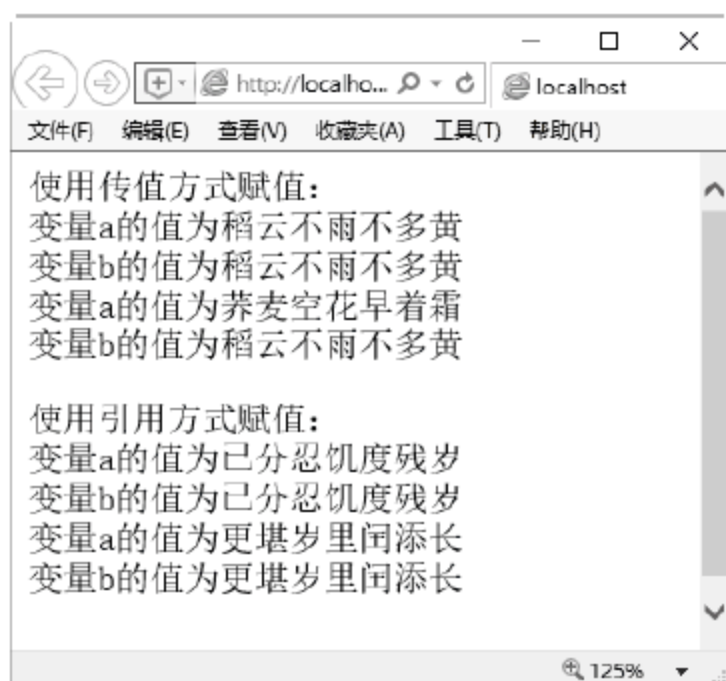 http://localho...
localhost
文件(F) 编辑(E) 查看(V) 收藏夹(A) 工具(T) 帮助(H)
使用传值方式赋值：
变量a的值为稻云不雨不多黄
变量b的值为稻云不雨不多黄
变量a的值为荞麦空花早着霜
变量b的值为稻云不雨不多黄
使用引用方式赋值：
变量a的值为已分忍饥度残岁
变量b的值为已分忍饥度残岁
变量a的值为更堪岁里闰添长
变量b的值为更堪岁里闰添长
125%